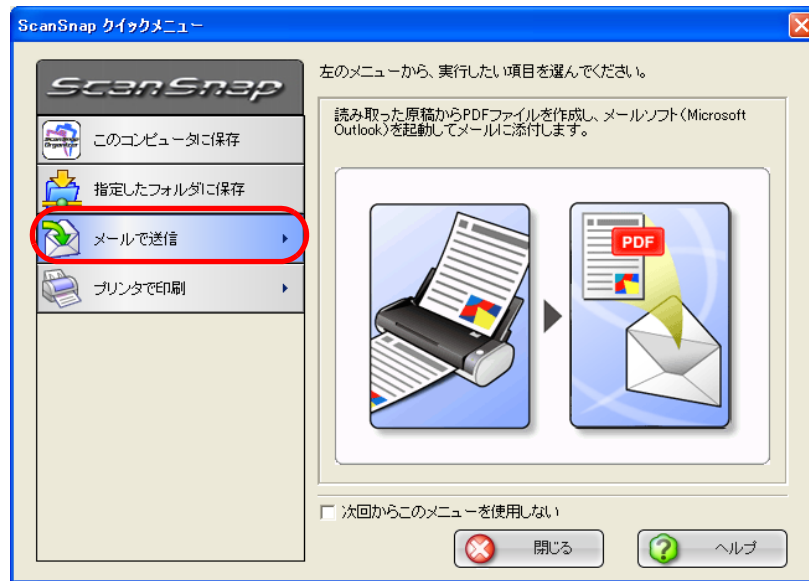 ScanSnap クイックメニュー
ScanSnap
このコンピュータに保存
指定したフォルダに保存
メールで送信
プリンタで印刷
左のメニューから、実行したい項目を選んでください。
読み取った原稿からPDFファイルを作成し、メールソフト(Microsoft
Outlook)を起動してメールに添付します。
PDF
次回からこのメニューを使用しない
閉じる
ヘルプ